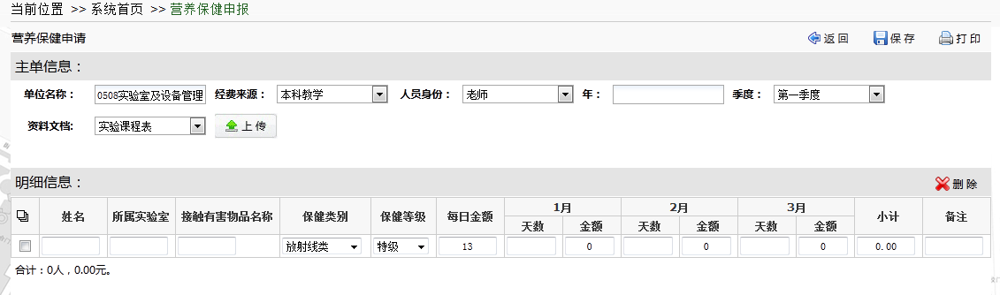 当前位置 >> 系统首页 >> 营养保健申报
营养保健申请 返回 保存 打印
主单信息：
单位名称： 0508实验室及设备管理 经费来源： 本科教学 人员身份： 老师 年： 季度： 第一季度
资料文档: 实验课程表 上传
明细信息： 删除
姓名 所属实验室 接触有害物品名称 保健类别 保健等级 每日金额 1月 2月 3月 小计 备注
天数 金额 天数 金额 天数 金额
放射线类 特级 13 0 0 0 0.00
合计：0人，0.00元。